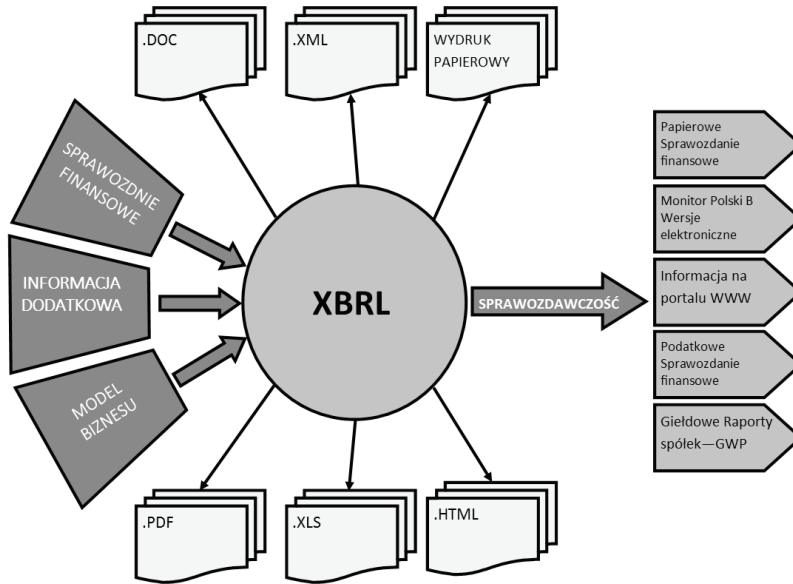 .DOC
.XML
WYDRUK
PAPIEROWY
SPRAWOZDNIE
FINANSOWE
INFORMACJA
DODATKOWA
MODEL
BIZNESU
XBRL
SPRAWOZDAWCZOŚĆ
Papierowe
Sprawozdanie
finansowe
Monitor Polski B
Wersje
elektroniczne
Informacja na
portalu WWW
Podatkowe
Sprawozdanie
finansowe
Giełdowe Raporty
spółek—GWP
.PDF
.XLS
.HTML